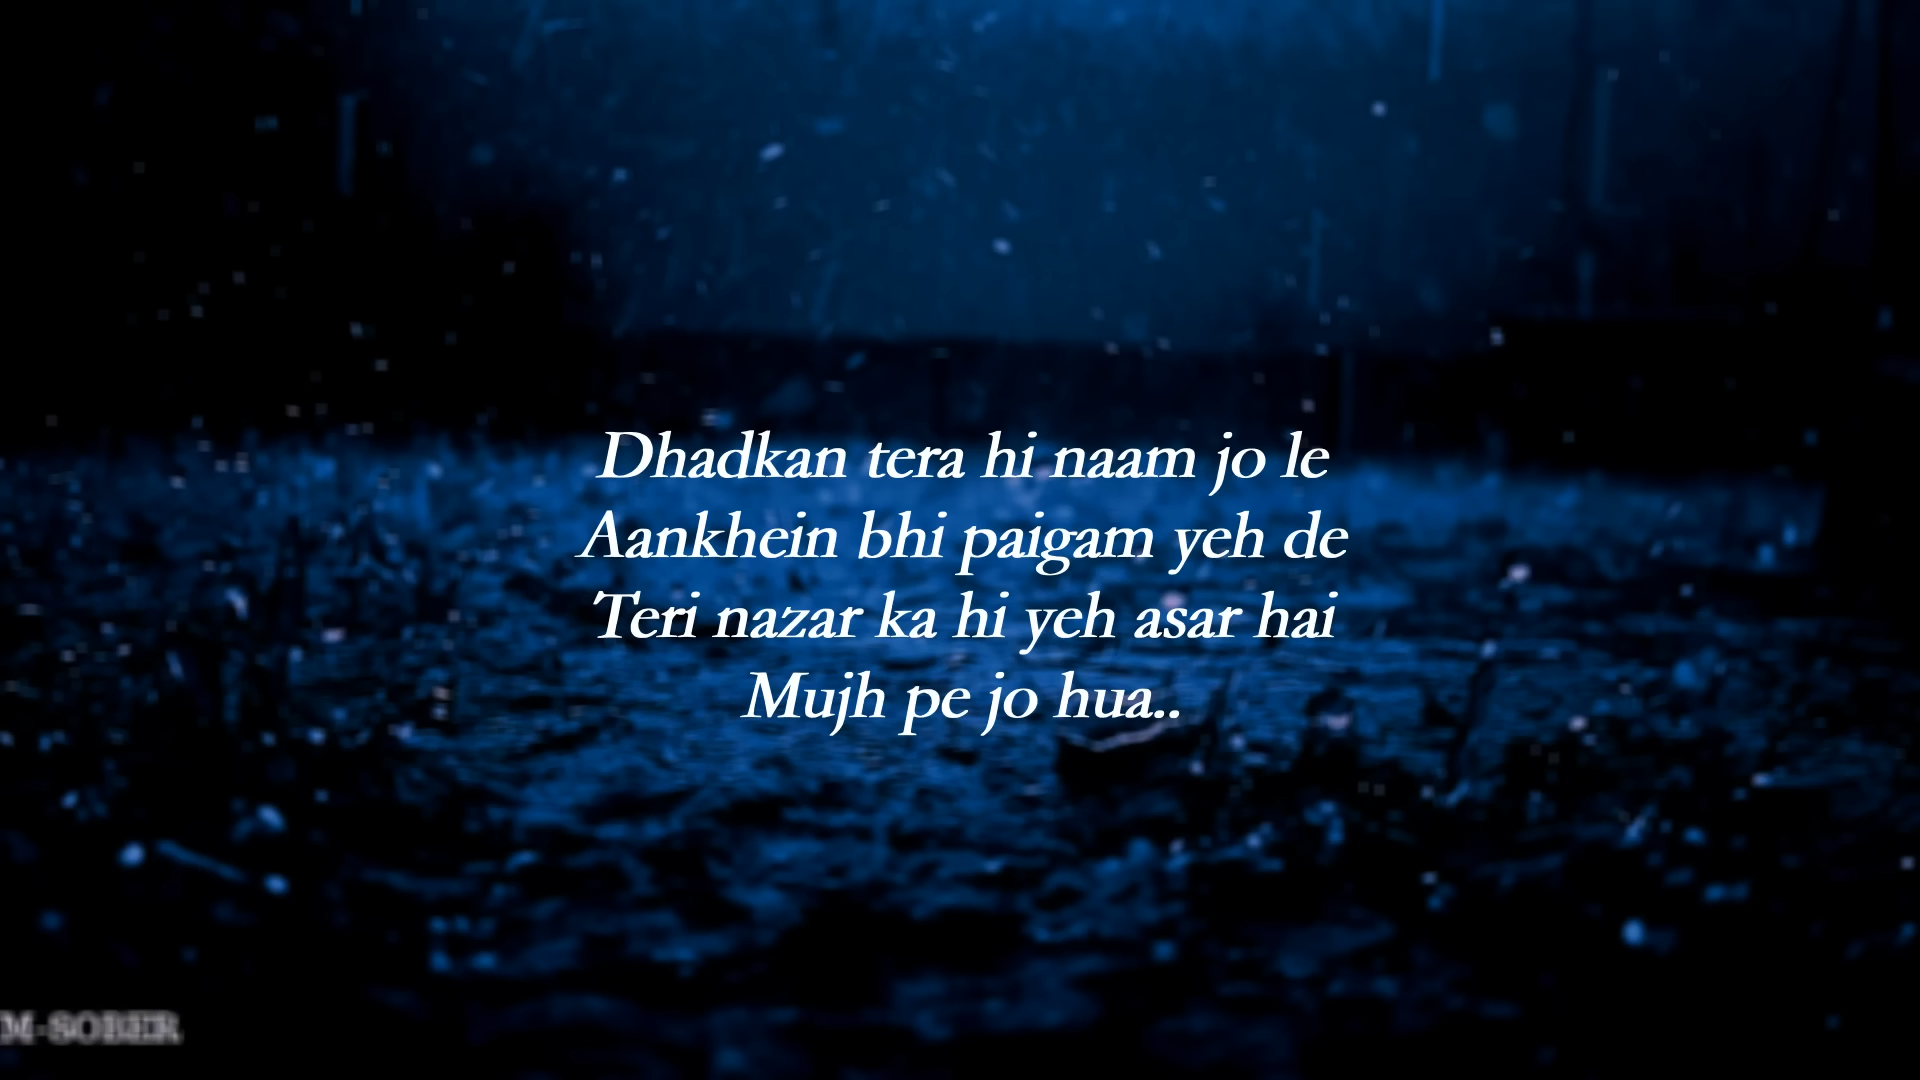 Dhadkan tera hi naam jo le
Aankhein bhi paigam yeh de
Teri nazar ka hi yeh asar hai
Mujh pe jo hua..
M-SOBER